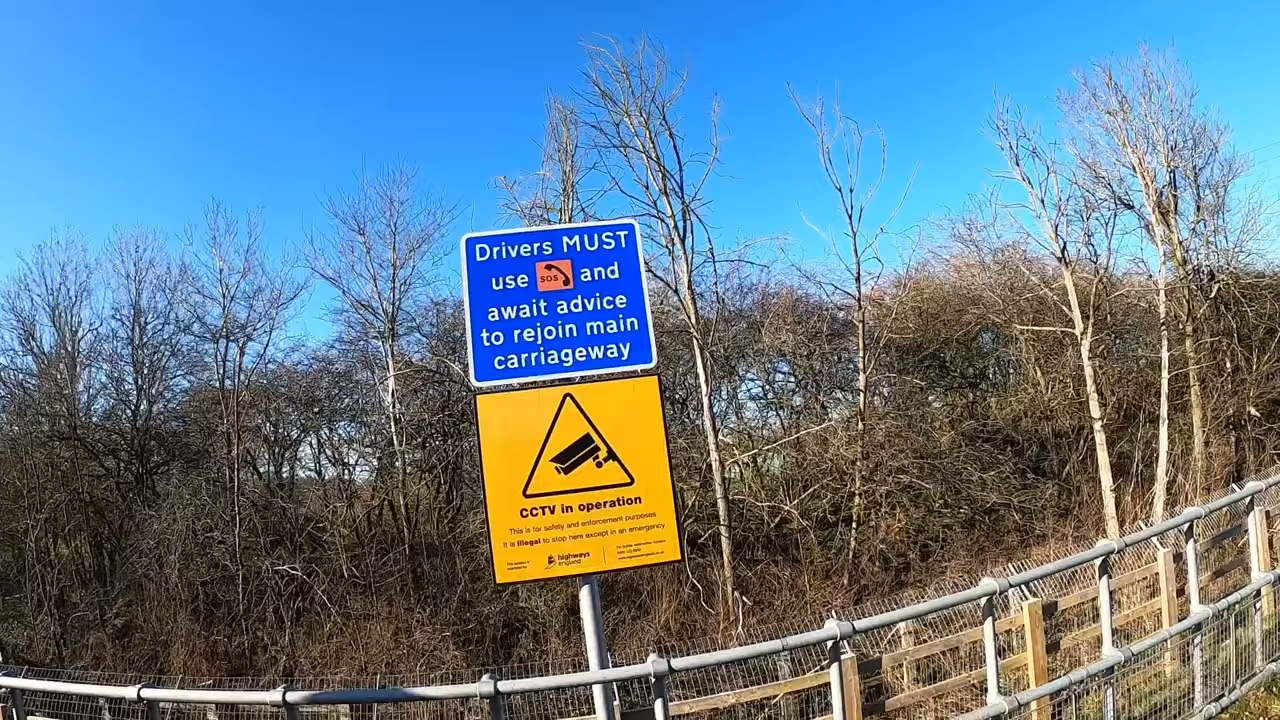 Drivers MUST
use SOS and
await advice
to rejoin main
carriageway
CCTV in operation
This is for safety and enforcement purposes
It is illegal to stop here except in an emergency
highways
england